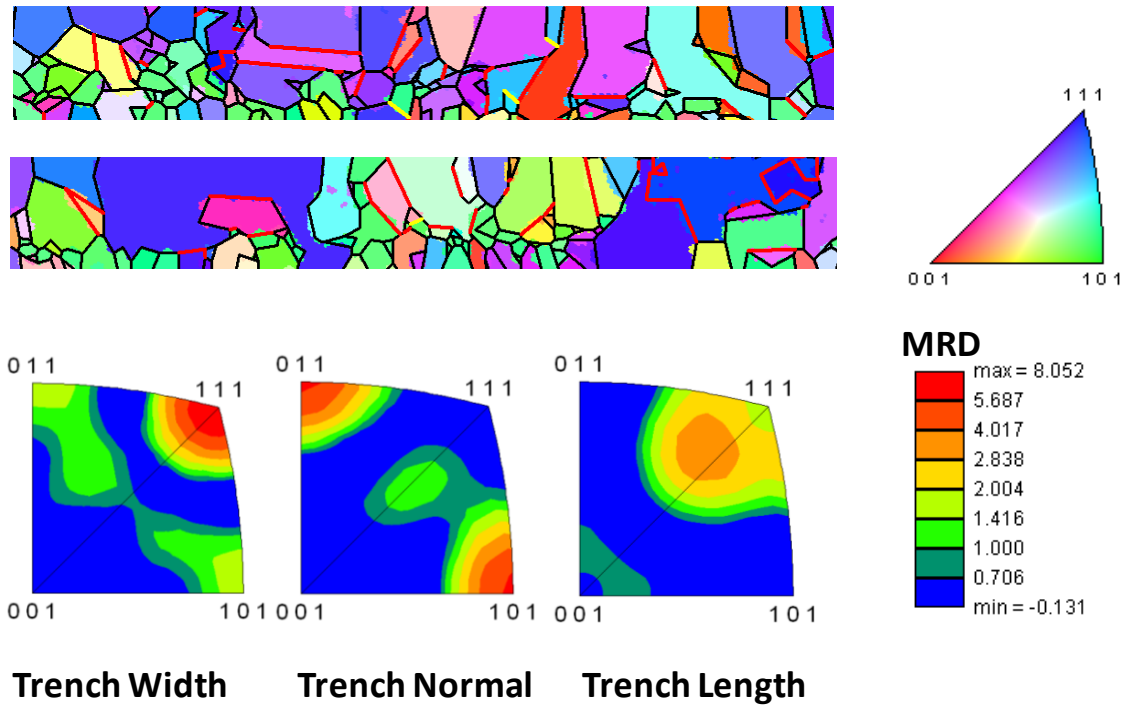 1 1 1
0 0 1
1 0 1
MRD
max = 8.052
5.687
4.017
2.838
2.004
1.416
1.000
0.706
min = -0.131
0 1 1
1 1 1
0 0 1
1 0 1
0 1 1
1 1 1
0 0 1
1 0 1
0 1 1
1 1 1
0 0 1
1 0 1
Trench Width
Trench Normal
Trench Length